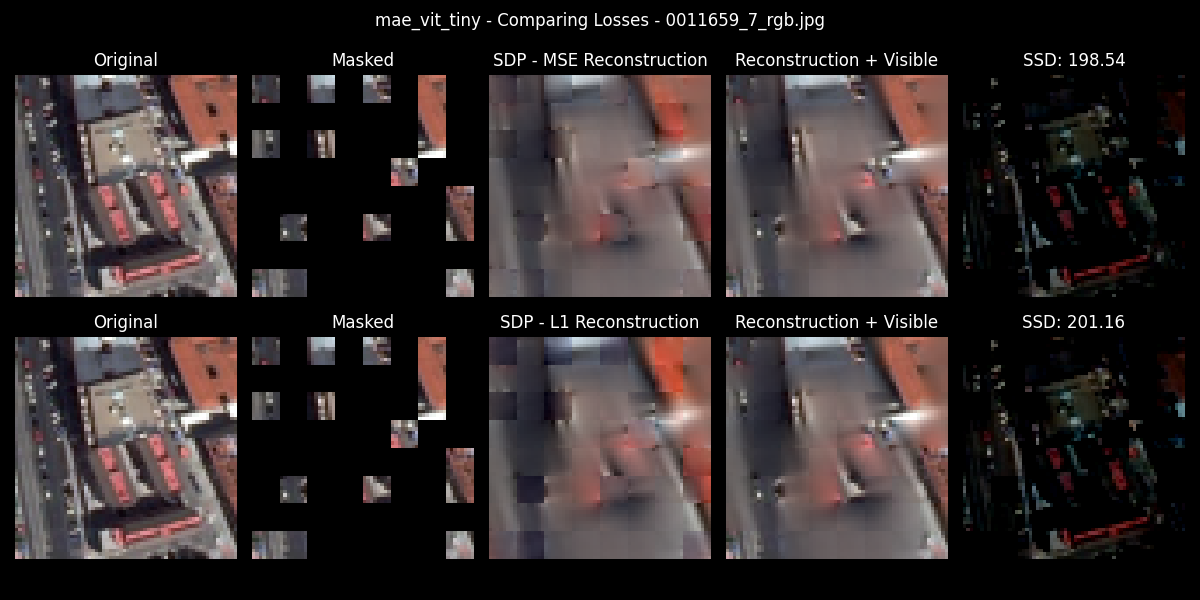 mae_vit_tiny - Comparing Losses - 0011659_7_rgb.jpg
Original
Masked
SDP - MSE Reconstruction
Reconstruction + Visible
SSD: 198.54
Original
Masked
SDP - L1 Reconstruction
Reconstruction + Visible
SSD: 201.16